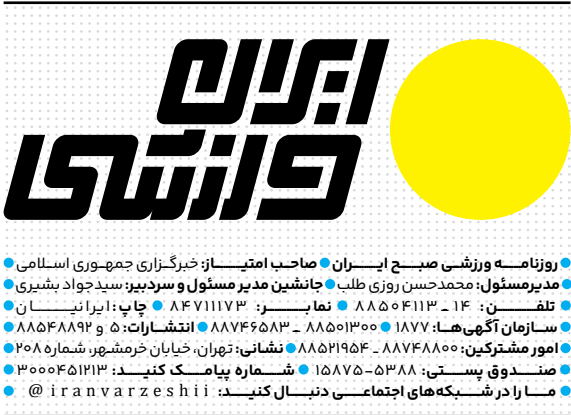 ایران
ورزشی
روزنامه ورزشی صبح ایران ● صاحب امتیاز: خبرگزاری جمهوری اسلامی
مدیرمسئول: محمدحسن روزی طلب ● جانشین مدیر مسئول و سردبیر: سیدجواد بشیری
تلفن: ۱۴ ـ ۸۸۵۰۴۱۱۳ ● نمابر: ۸۴۷۱۱۱۷۳ ● چاپ: ایرانیان
سازمان آگهی‌ها: ۱۸۷۷ ● ۸۸۵۰۱۳۰۰ ـ ۸۸۷۴۶۵۸۳ ● انتشارات: ۵ و ۸۸۵۴۸۸۹۲
امور مشترکین: ۸۸۷۴۸۸۰۰ ـ ۸۸۵۲۱۹۵۴ ● نشانی: تهران، خیابان خرمشهر، شماره ۲۰۸
صندوق پستی: ۵۳۸۸-۱۵۸۷۵ ● شماره پیامک کنید: ۳۰۰۰۴۵۱۲۱۳
ما را در شبکه‌های اجتماعی دنبال کنید: @iranvarzeshii